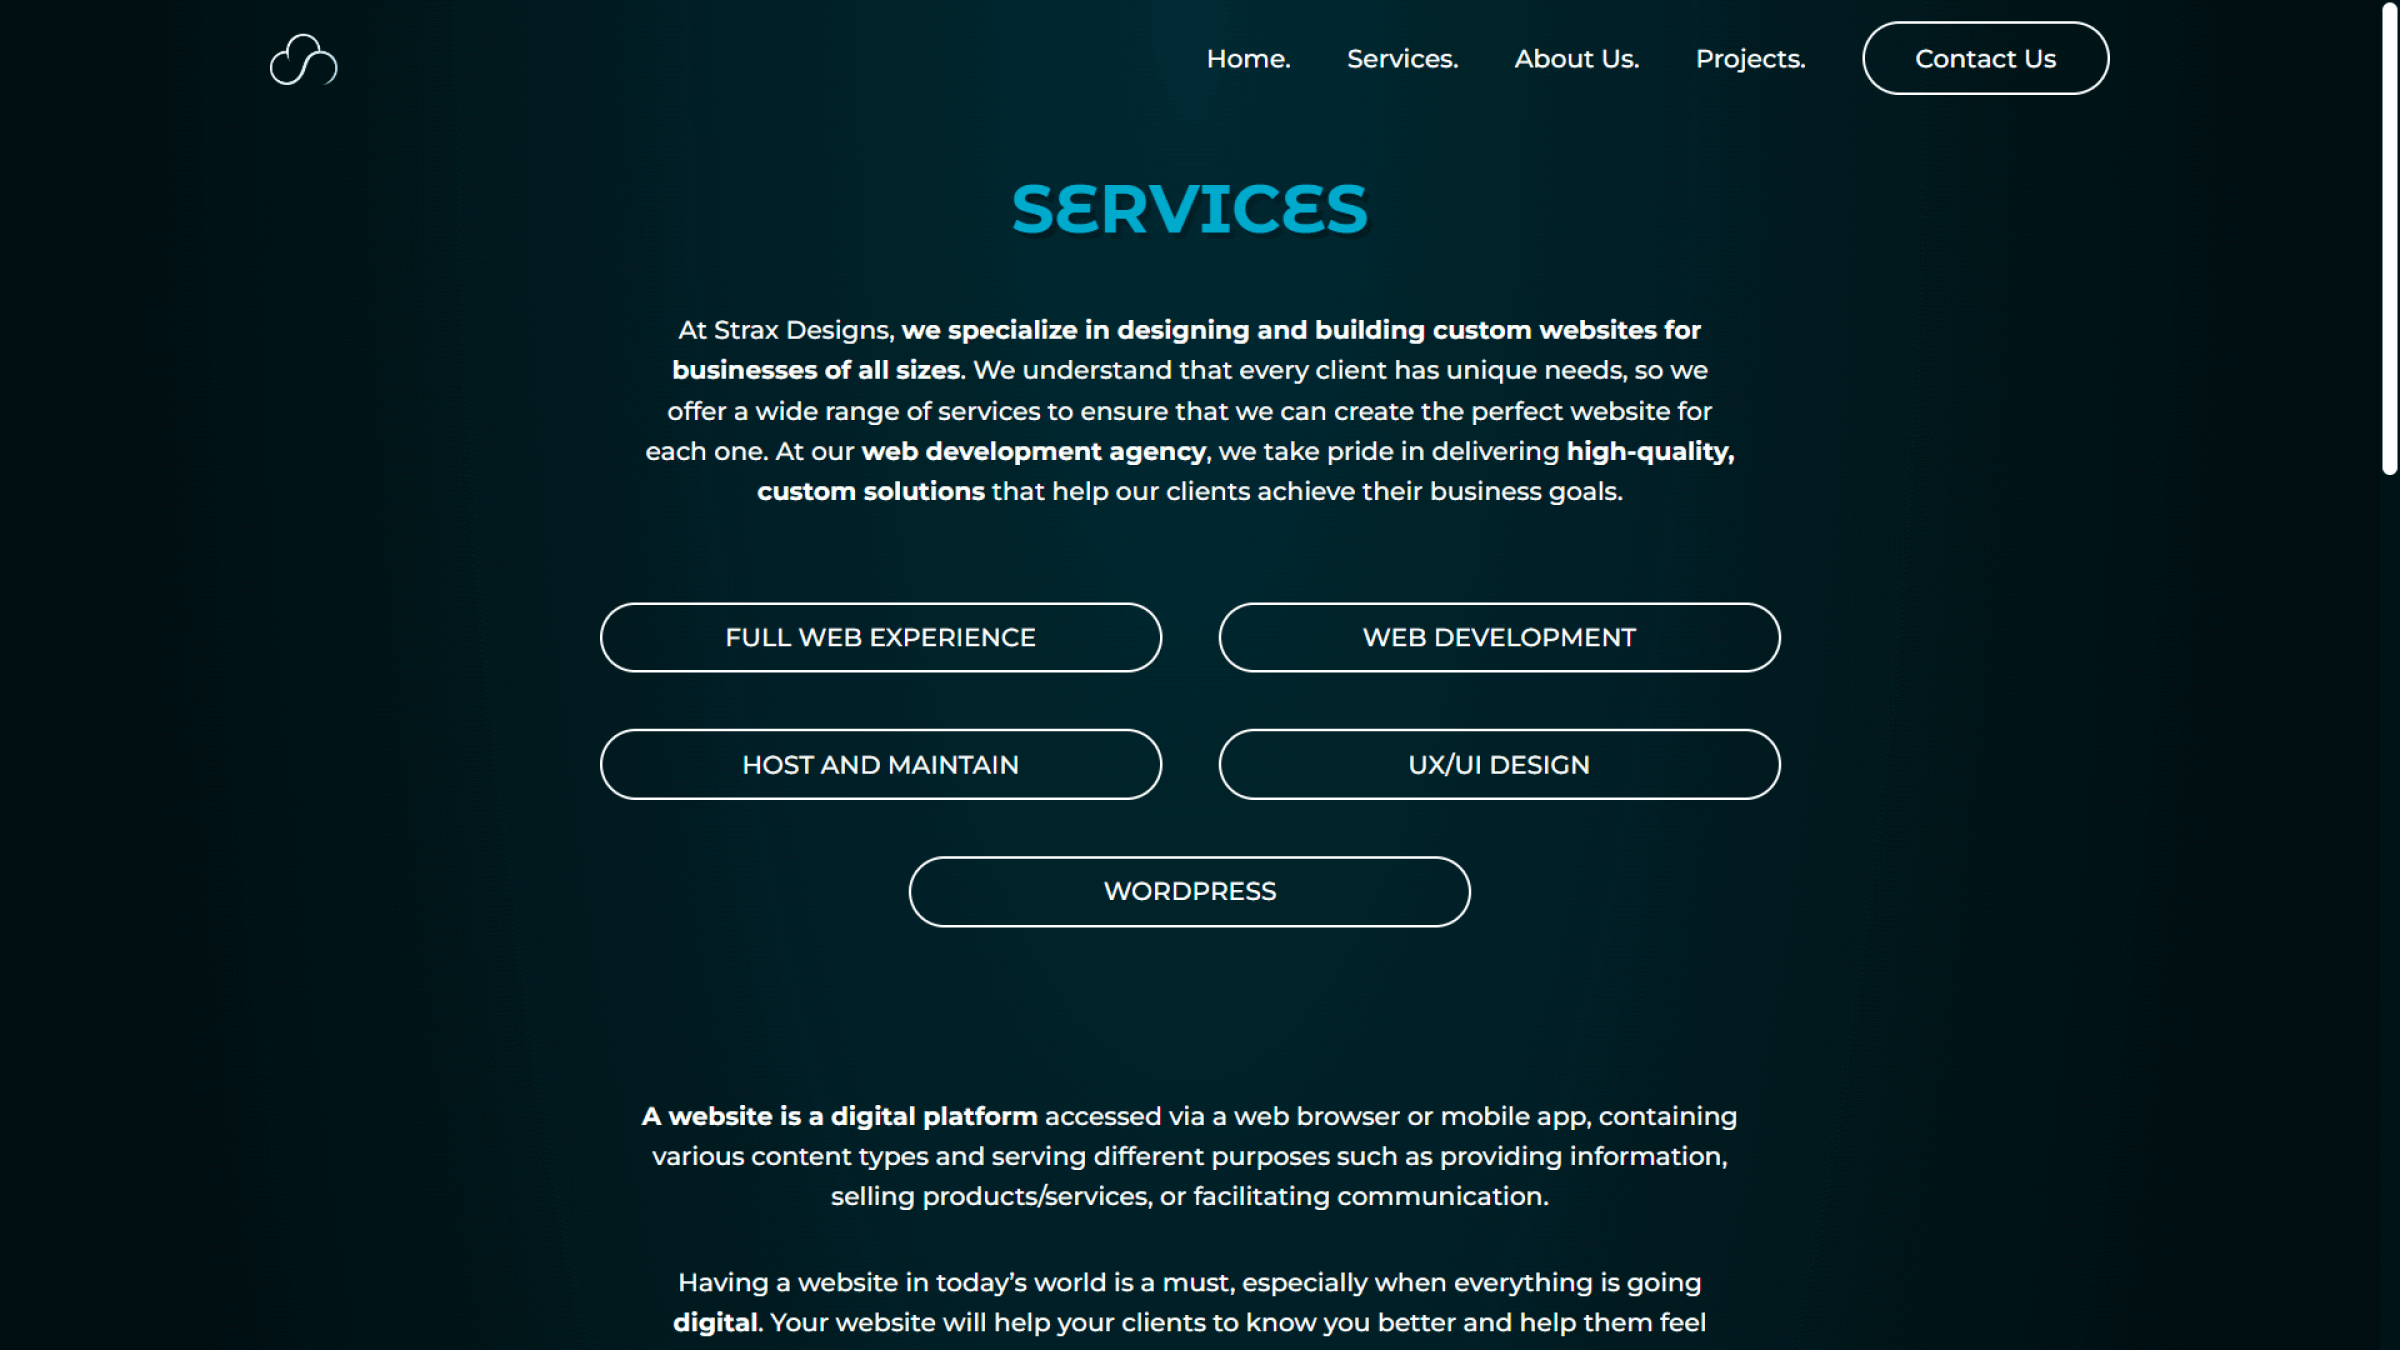 Home. Services. About Us. Projects. Contact Us
SERVICES
At Strax Designs, we specialize in designing and building custom websites for
businesses of all sizes. We understand that every client has unique needs, so we
offer a wide range of services to ensure that we can create the perfect website for
each one. At our web development agency, we take pride in delivering high-quality,
custom solutions that help our clients achieve their business goals.
FULL WEB EXPERIENCE
WEB DEVELOPMENT
HOST AND MAINTAIN
UX/UI DESIGN
WORDPRESS
A website is a digital platform accessed via a web browser or mobile app, containing
various content types and serving different purposes such as providing information,
selling products/services, or facilitating communication.
Having a website in today’s world is a must, especially when everything is going
digital. Your website will help your clients to know you better and help them feel